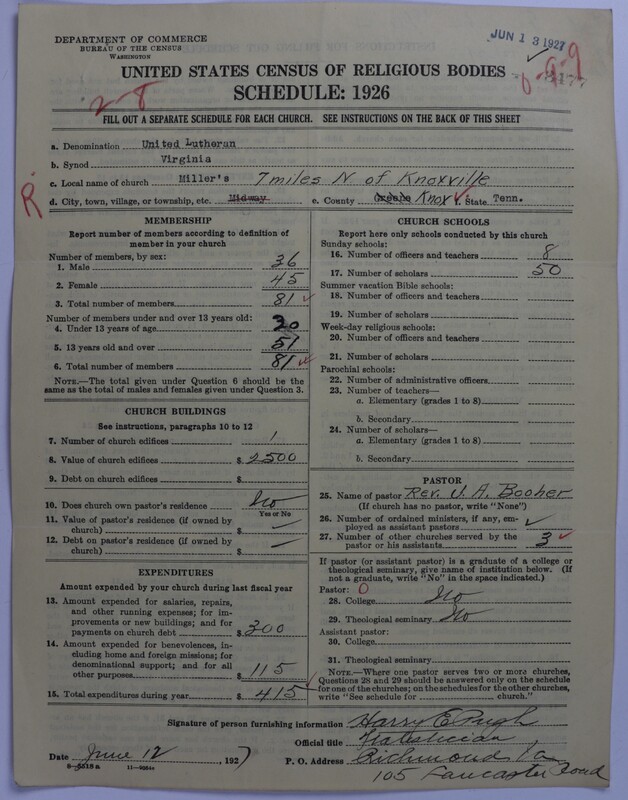 DEPARTMENT OF COMMERCE
BUREAU OF THE CENSUS
WASHINGTON
JUN 13 1927
UNITED STATES CENSUS OF RELIGIOUS BODIES
SCHEDULE: 1926
2-8
FILL OUT A SEPARATE SCHEDULE FOR EACH CHURCH. SEE INSTRUCTIONS ON THE BACK OF THIS SHEET
a. Denomination United Lutheran
b. Synod Virginia
c. Local name of church Miller's 7 miles N of Knoxville
R
d. City, town, village, or township, etc. Midway e. County Greene Knox f. State Tenn.
MEMBERSHIP
Report number of members according to definition of
member in your church
Number of members, by sex:
1. Male 36
2. Female 45
3. Total number of members 81
Number of members under and over 13 years old:
4. Under 13 years of age 30
5. 13 years old and over 51
6. Total number of members 81
NOTE.—The total given under Question 6 should be the
same as the total of males and females given under Question 3.
CHURCH BUILDINGS
See instructions, paragraphs 10 to 12
7. Number of church edifices 1
8. Value of church edifices $ 2500
9. Debt on church edifices $
10. Does church own pastor's residence No
Yes or No
11. Value of pastor's residence (if owned by
church) $ —
12. Debt on pastor's residence (if owned by
church) $ —
EXPENDITURES
Amount expended by your church during last fiscal year
13. Amount expended for salaries, repairs,
and other running expenses; for im-
provements or new buildings; and for
payments on church debt $ 300
14. Amount expended for benevolences, in-
cluding home and foreign missions; for
denominational support; and for all
other purposes $ 115
15. Total expenditures during year $ 415
CHURCH SCHOOLS
Report here only schools conducted by this church
Sunday schools:
16. Number of officers and teachers 8
17. Number of scholars 50
Summer vacation Bible schools:
18. Number of officers and teachers
19. Number of scholars
Week-day religious schools:
20. Number of officers and teachers
21. Number of scholars
Parochial schools:
22. Number of administrative officers
23. Number of teachers—
a. Elementary (grades 1 to 8)
b. Secondary
24. Number of scholars—
a. Elementary (grades 1 to 8)
b. Secondary
PASTOR
25. Name of pastor Rev. J. A. Booher
(If church has no pastor, write "None")
26. Number of ordained ministers, if any, em-
ployed as assistant pastors
27. Number of other churches served by the
pastor or his assistants 3
If pastor (or assistant pastor) is a graduate of a college or
theological seminary, give name of institution below. (If
not a graduate, write "No" in the space indicated.)
Pastor: O
28. College No
29. Theological seminary No
Assistant pastor:
30. College
31. Theological seminary
NOTE.—Where one pastor serves two or more churches,
Questions 28 and 29 should be answered only on the schedule
for one of the churches; on the schedules for the other churches,
write "See schedule for church."
Signature of person furnishing information Harry E Pugh
Official title Statistician
Date June 12, 1927 P. O. Address Richmond Va
8-5518 a 11-9984a 105 Lancaster Road